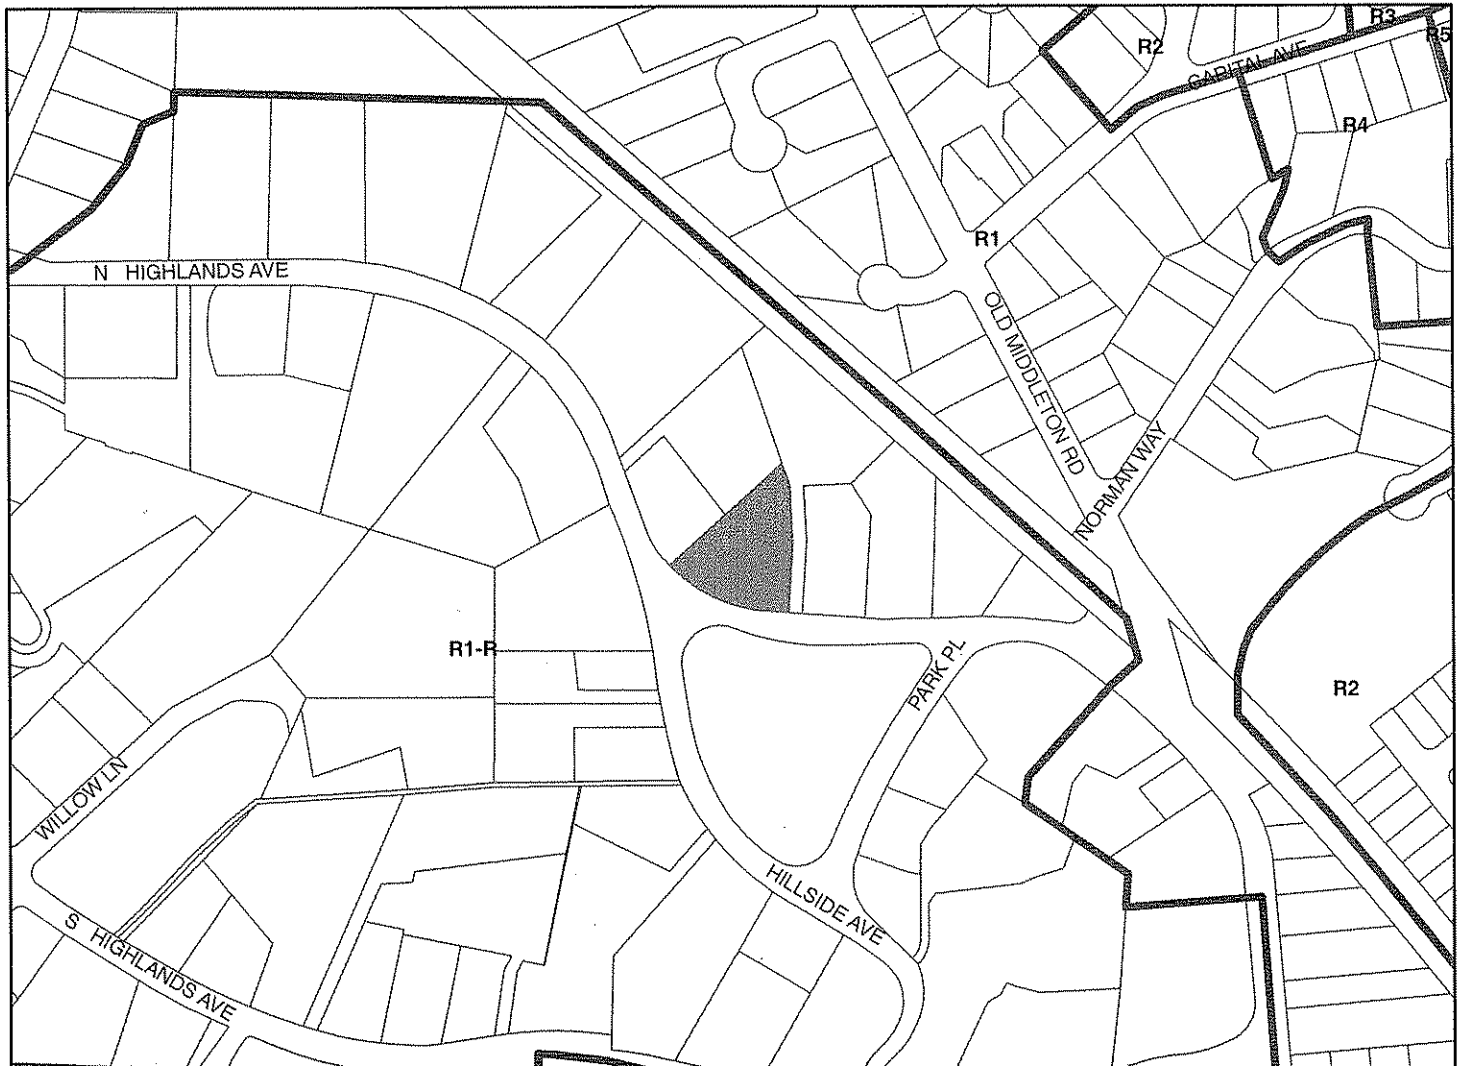 R3
R2
R5
CAPITAL AVE
R4
R1
N HIGHLANDS AVE
OLD MIDDLETON RD
NORMAN WAY
R1-R
PARK PL
R2
WILLOW LN
HILLSIDE AVE
S HIGHLANDS AVE